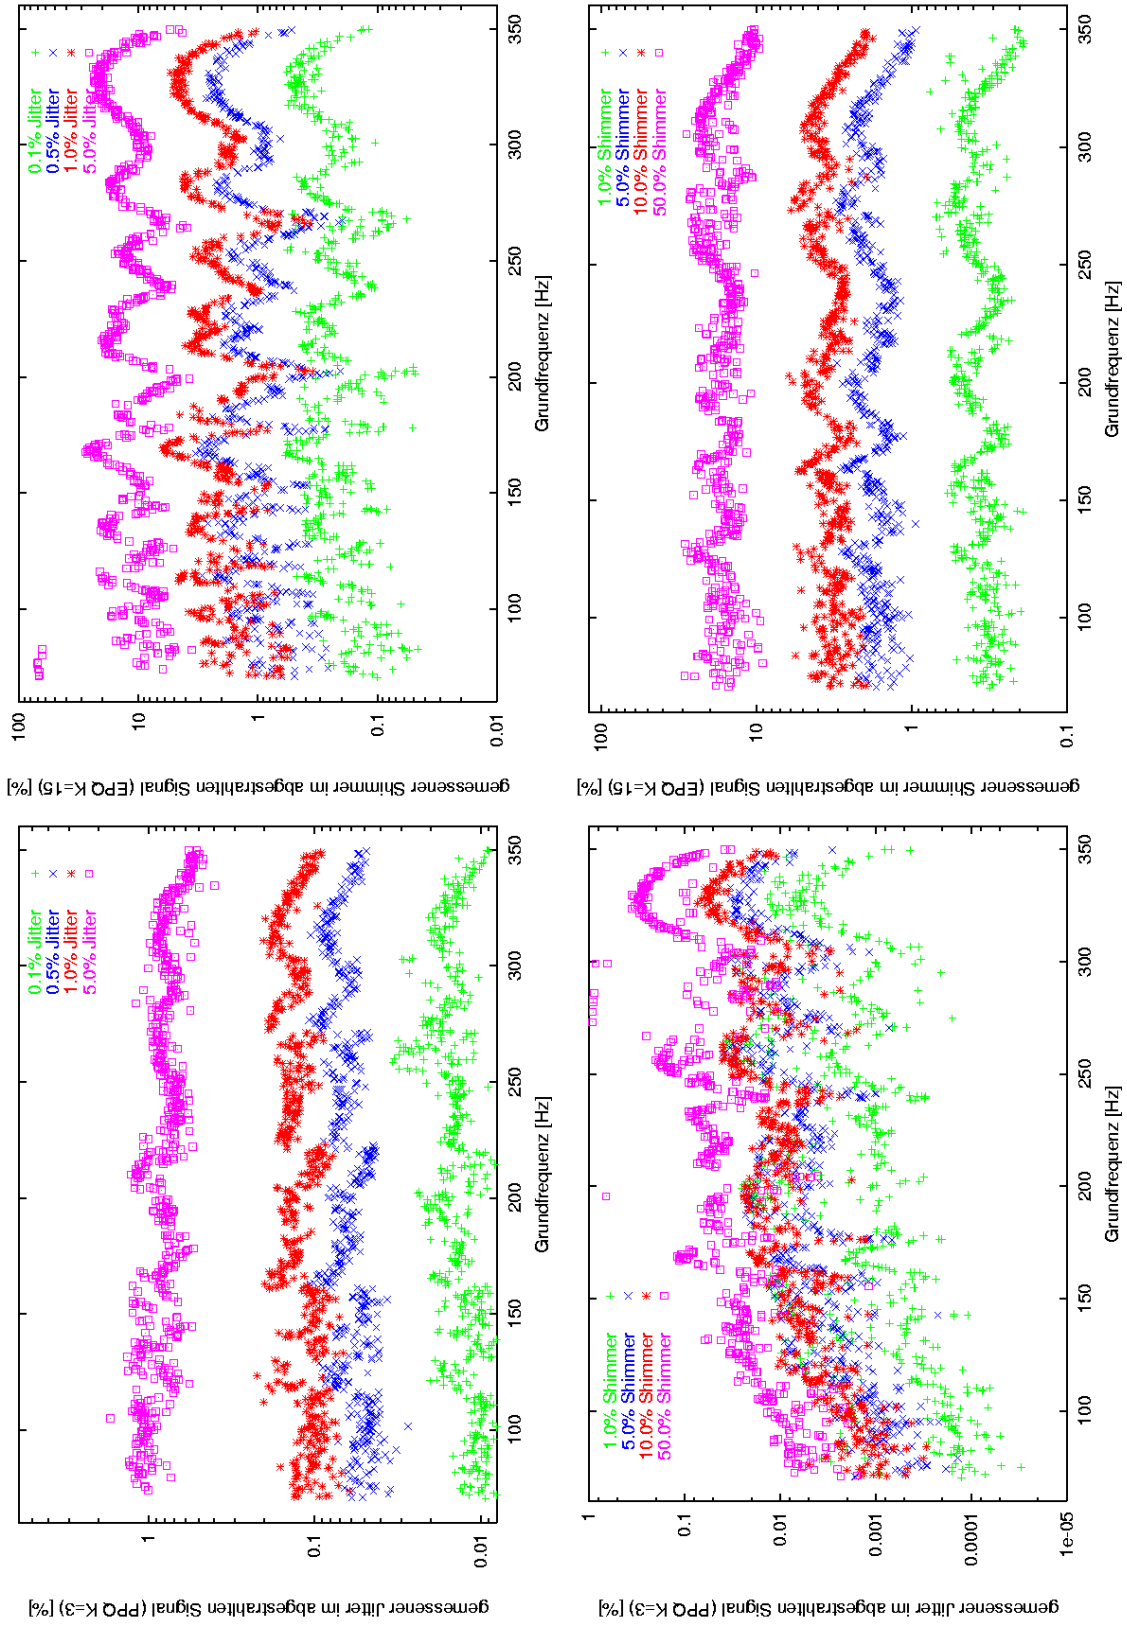 gemessener Jitter im abgestrahlten Signal (PPQ K=3) [%]
1
0.1
0.01
0.1% Jitter
0.5% Jitter
1.0% Jitter
5.0% Jitter
100
150
200
250
300
350
Grundfrequenz [Hz]
gemessener Shimmer im abgestrahlten Signal (EPQ K=15) [%]
100
10
1
0.1
0.01
0.1% Jitter
0.5% Jitter
1.0% Jitter
5.0% Jitter
100
150
200
250
300
350
Grundfrequenz [Hz]
gemessener Jitter im abgestrahlten Signal (PPQ K=3) [%]
1
0.1
0.01
0.001
0.0001
1e-05
1.0% Shimmer
5.0% Shimmer
10.0% Shimmer
50.0% Shimmer
100
150
200
250
300
350
Grundfrequenz [Hz]
gemessener Shimmer im abgestrahlten Signal (EPQ K=15) [%]
100
10
1
0.1
1.0% Shimmer
5.0% Shimmer
10.0% Shimmer
50.0% Shimmer
100
150
200
250
300
350
Grundfrequenz [Hz]